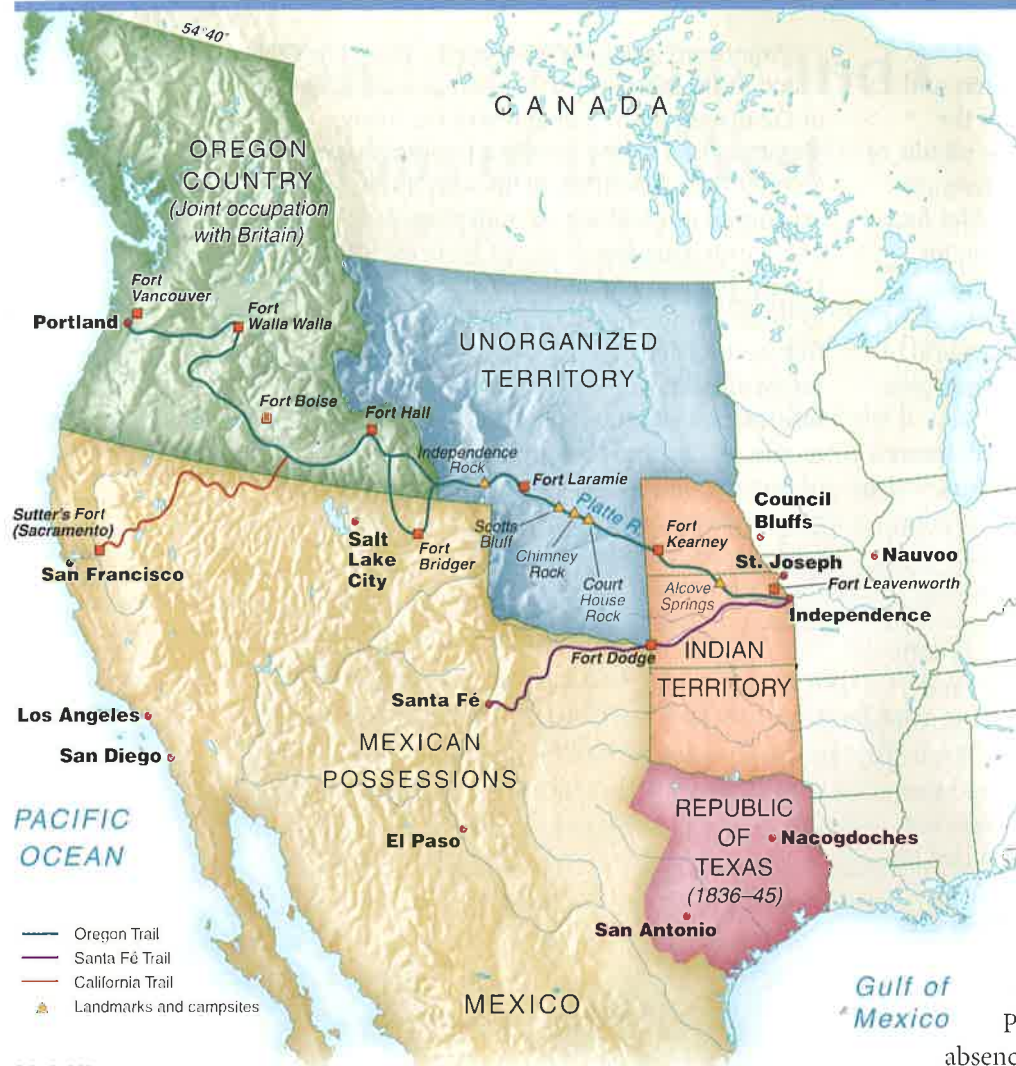 54°40°
CANADA
OREGON
COUNTRY
(Joint occupation
with Britain)
Fort
Vancouver
Portland
Fort
Walla Walla
UNORGANIZED
TERRITORY
Fort Boise
Fort Hall
Independence
Rock
Fort Laramie
Platte R.
Scotts
Bluff
Chimney
Rock
Court
House
Rock
Fort
Kearney
Council
Bluffs
St. Joseph
Nauvoo
Fort Leavenworth
Alcove
Springs
Independence
Sutter's Fort
(Sacramento)
San Francisco
Salt
Lake
City
Fort
Bridger
Fort Dodge
INDIAN
TERRITORY
Santa Fé
Los Angeles
San Diego
MEXICAN
POSSESSIONS
PACIFIC
OCEAN
El Paso
REPUBLIC
OF
TEXAS
(1836–45)
Nacogdoches
San Antonio
Oregon Trail
Santa Fé Trail
California Trail
Landmarks and campsites
MEXICO
Gulf of
Mexico
P
absenc